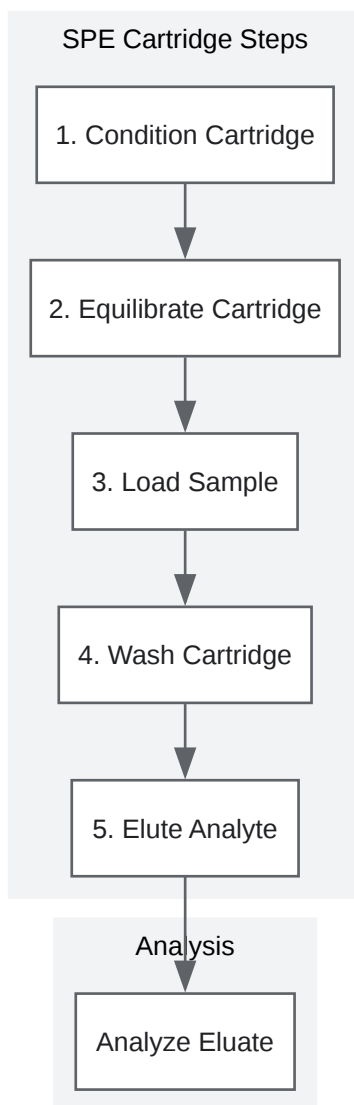 SPE Cartridge Steps
1. Condition Cartridge
2. Equilibrate Cartridge
3. Load Sample
4. Wash Cartridge
5. Elute Analyte
Analysis
Analyze Eluate